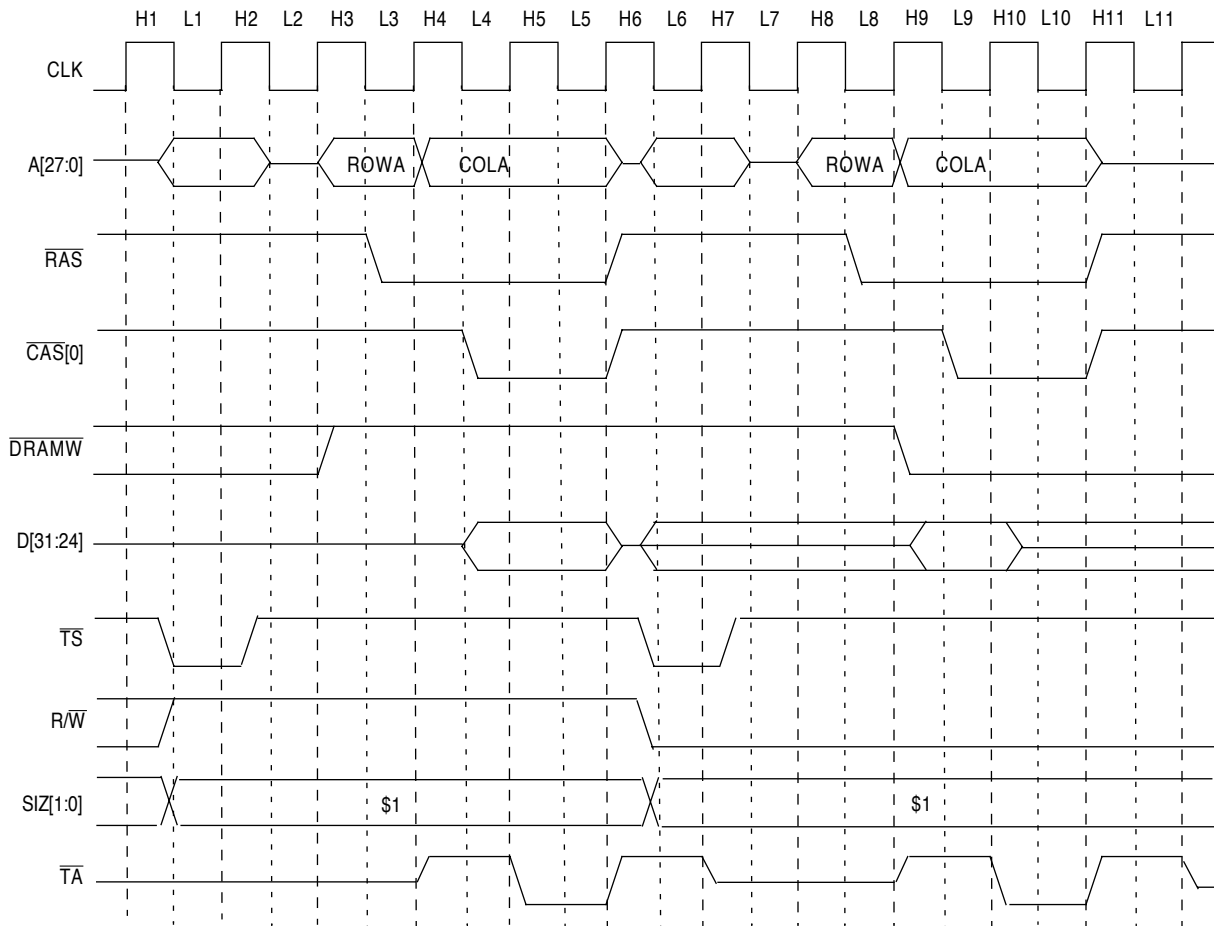 H1 L1 H2 L2 H3 L3 H4 L4 H5 L5 H6 L6 H7 L7 H8 L8 H9 L9 H10 L10 H11 L11
CLK
A[27:0] ROWA COLA ROWA COLA
RAS
CAS[0]
DRAMW
D[31:24]
TS
R/W
SIZ[1:0] $1 $1
TA